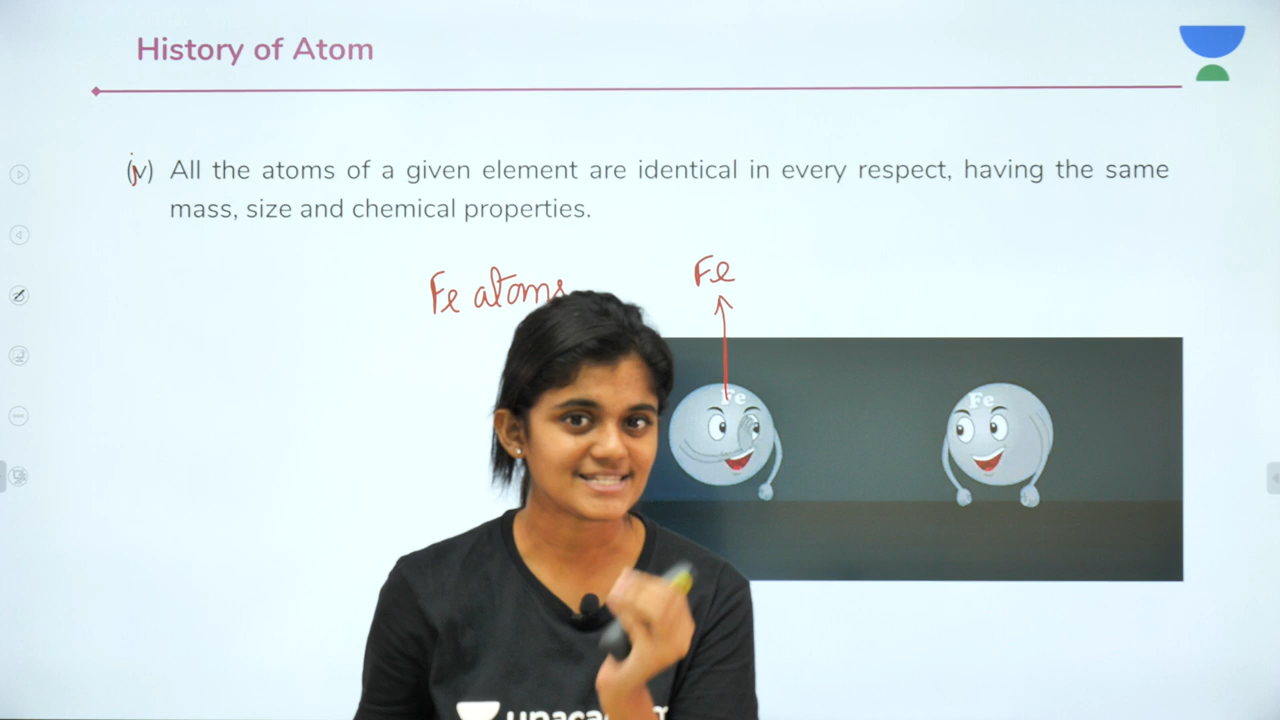 History of Atom
(iv) All the atoms of a given element are identical in every respect, having the same
mass, size and chemical properties.
Fe atoms
Fe
Fe
Fe
unacadem